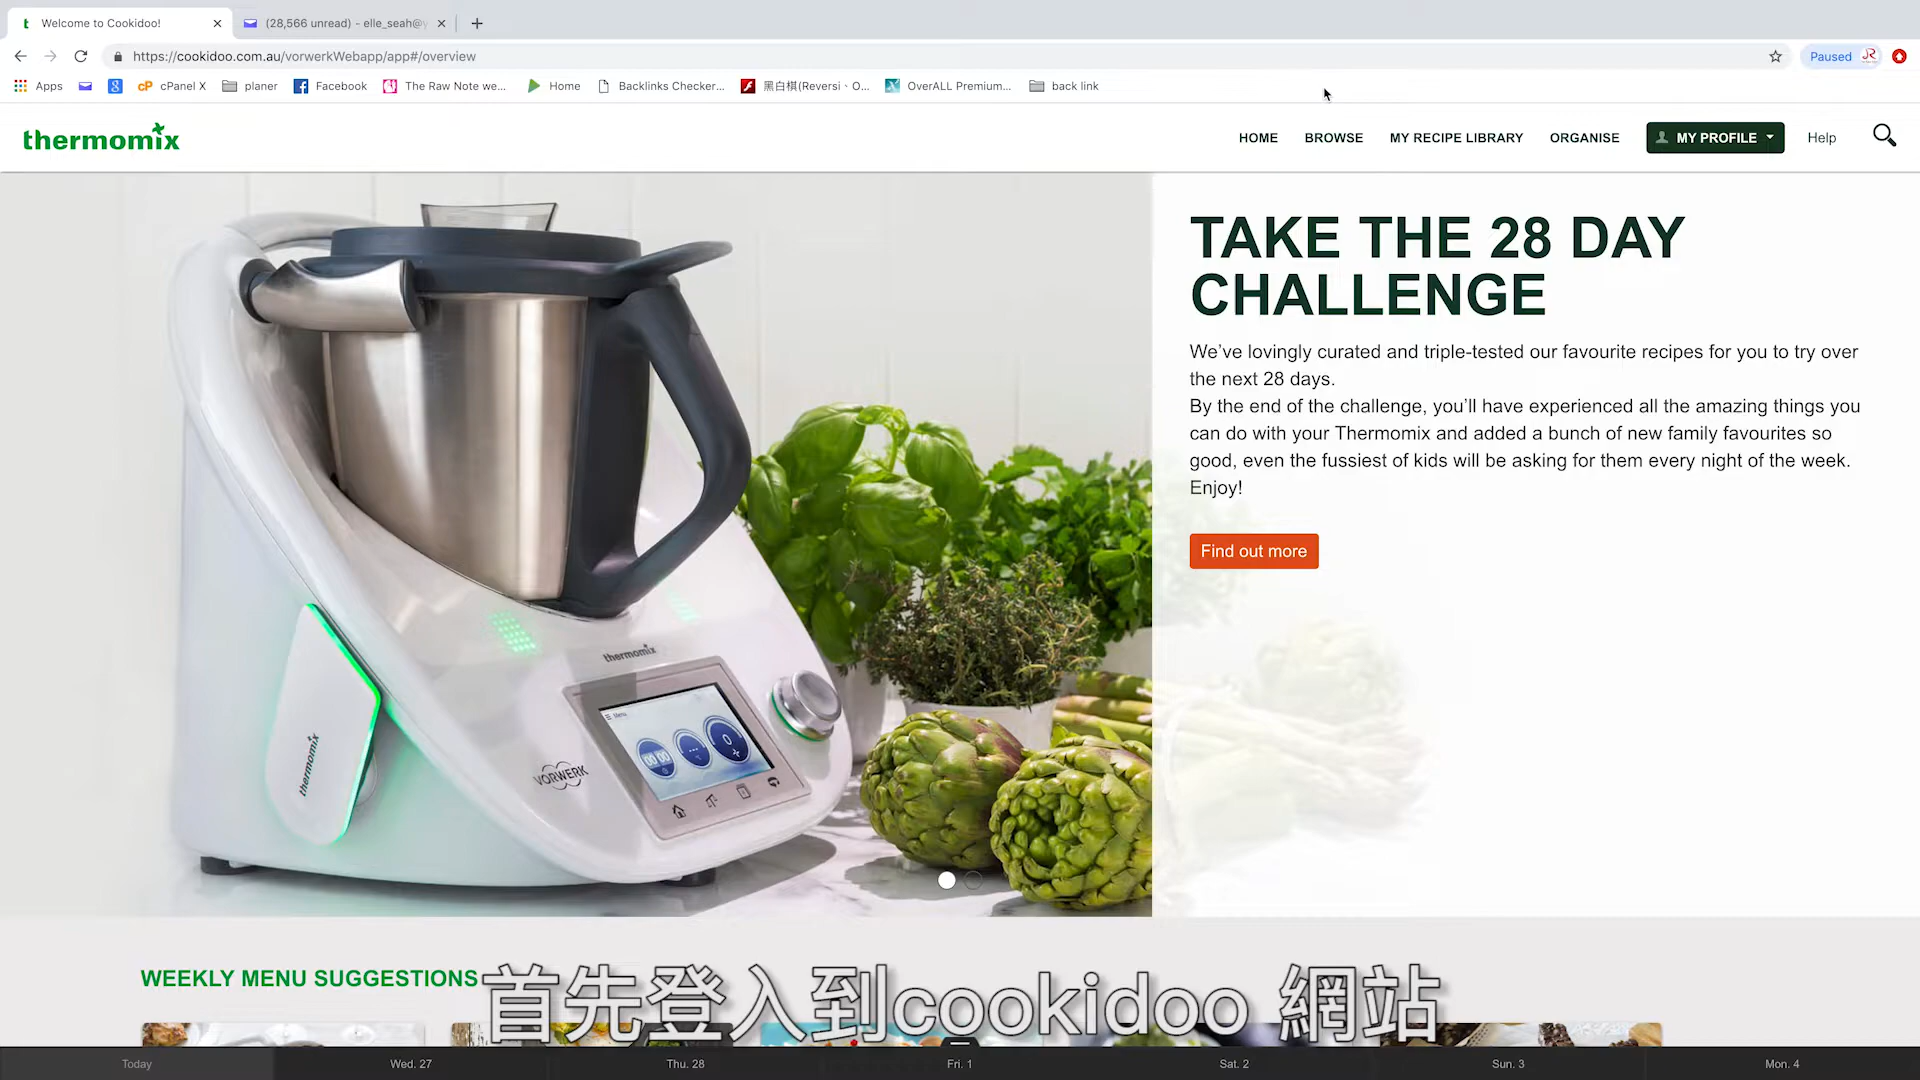 Welcome to Cookidoo!
(28,566 unread) - elle_seah@y
https://cookidoo.com.au/vorwerkWebapp/app#/overview
Paused
Apps
cPanel X
planer
Facebook
The Raw Note we...
Home
Backlinks Checker...
黑白棋(Reversi、O...
OverALL Premium...
back link
thermomix
HOME
BROWSE
MY RECIPE LIBRARY
ORGANISE
MY PROFILE
Help
TAKE THE 28 DAY
CHALLENGE
We’ve lovingly curated and triple-tested our favourite recipes for you to try over
the next 28 days.
By the end of the challenge, you’ll have experienced all the amazing things you
can do with your Thermomix and added a bunch of new family favourites so
good, even the fussiest of kids will be asking for them every night of the week.
Enjoy!
Find out more
thermomix
Menu
VORWERK
thermomix
WEEKLY MENU SUGGESTIONS
首先登入到cookidoo 網站
Today
Wed. 27
Thu. 28
Fri. 1
Sat. 2
Sun. 3
Mon. 4